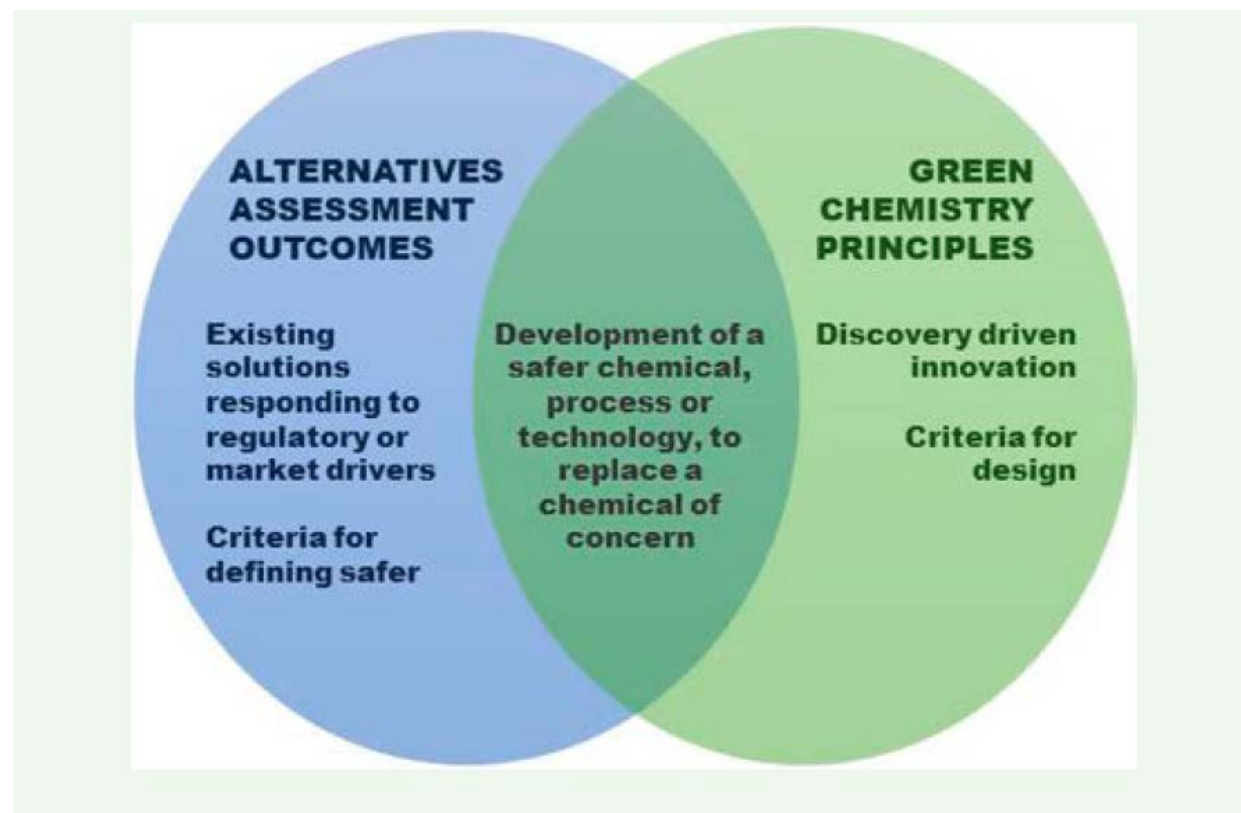 ALTERNATIVES
ASSESSMENT
OUTCOMES
Existing
solutions
responding to
regulatory or
market drivers
Criteria for
defining safer
Development of a
safer chemical,
process or
technology, to
replace a
chemical of
concern
GREEN
CHEMISTRY
PRINCIPLES
Discovery driven
innovation
Criteria for
design